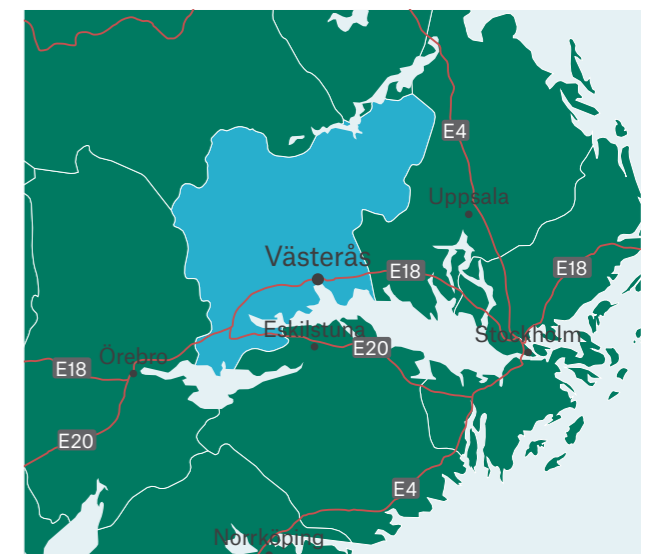 E4
Uppsala
Västerås
E18
E18
Eskilstuna
Stockholm
E20
Örebro
E18
E20
E4
Norrköping